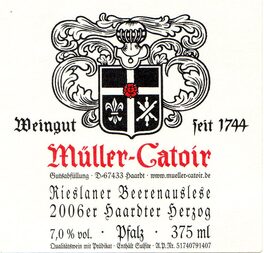 Weingut seit 1744
Müller-Catoir
Gutsabfüllung · D-67433 Haardt · www.mueller-catoir.de
Rieslaner Beerenauslese
2006er Haardter Herzog
7,0 % vol. · Pfalz · 375 ml
Qualitätswein mit Prädikat · Enthält Sulfite · A.P.Nr. 51740791407